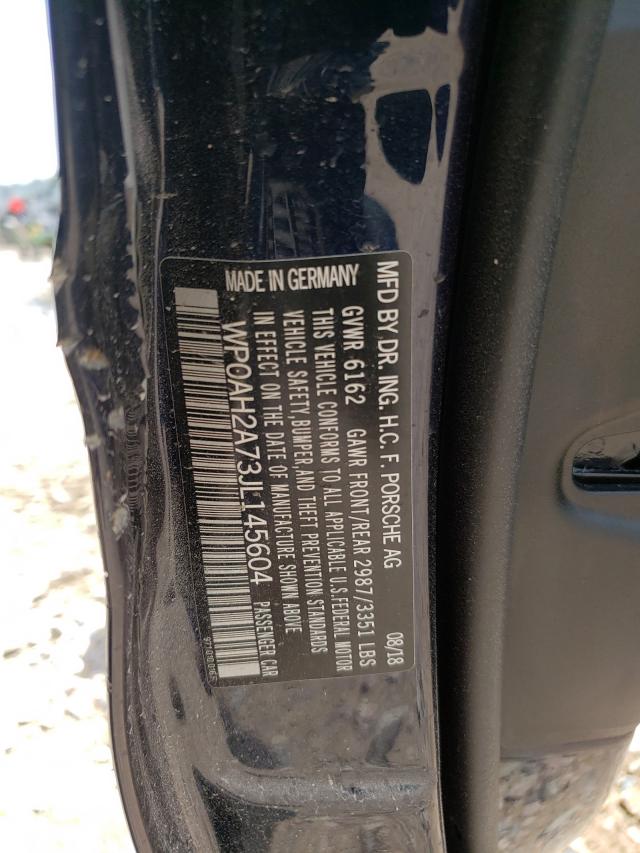 MFD BY DR. ING. H.C. F. PORSCHE AG 08/18
GVWR 6162 GAWR FRONT/REAR 2987/3351 LBS
THIS VEHICLE CONFORMS TO ALL APPLICABLE U.S.FEDERAL MOTOR
VEHICLE SAFETY,BUMPER,AND THEFT PREVENTION STANDARDS
IN EFFECT ON THE DATE OF MANUFACTURE SHOWN ABOVE
WP0AH2A73JL145604 PASSENGER CAR
MADE IN GERMANY